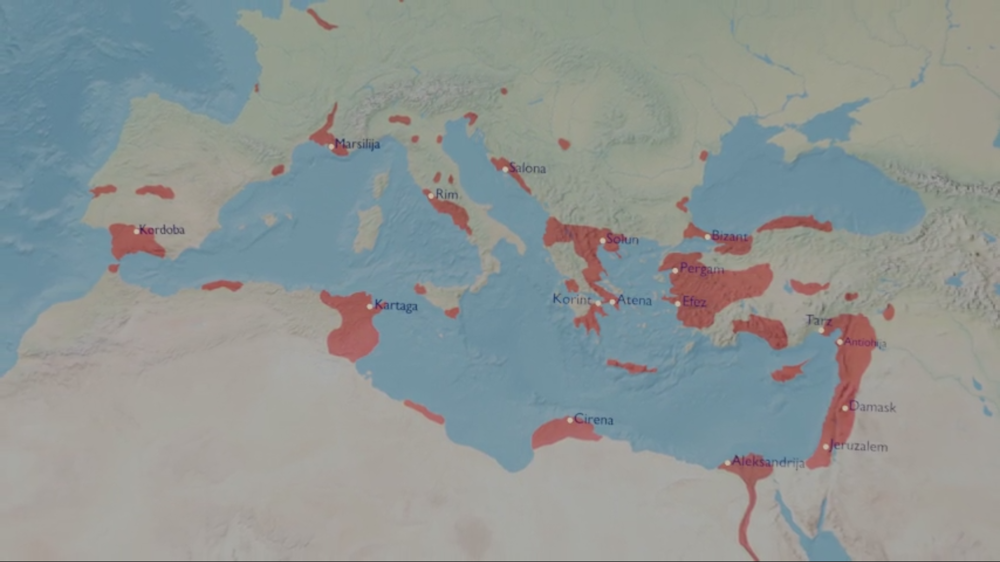 Marsilija
Salona
Rim
Kordoba
Solun
Bizant
Pergam
Korint
Atena
Efez
Kartaga
Tarz
Antiohija
Damask
Cirena
Jeruzalem
Aleksandrija